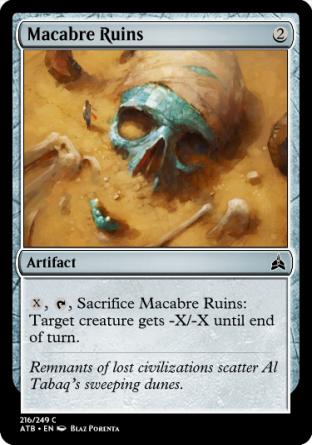 Macabre Ruins 2
Artifact
X, , Sacrifice Macabre Ruins:
Target creature gets -X/-X until end
of turn.
Remnants of lost civilizations scatter Al
Tabaq's sweeping dunes.
216/249 C
ATB • EN Blaz Porenta